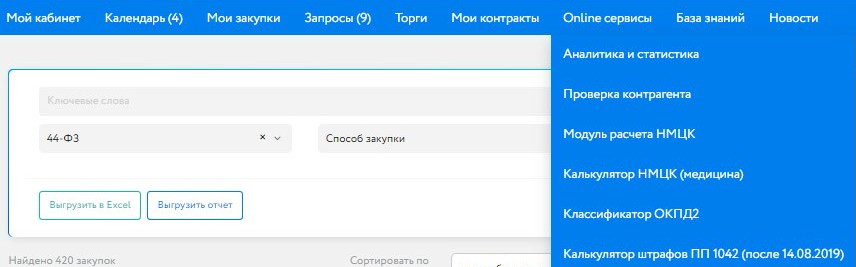 Мой кабинет Календарь (4) Мои закупки Запросы (9) Торги Мои контракты Online сервисы База знаний Новости
Аналитика и статистика
Ключевые слова
Проверка контрагента
44-ФЗ × Способ закупки
Модуль расчета НМЦК
Калькулятор НМЦК (медицина)
Выгрузить в Excel Выгрузить отчет
Классификатор ОКПД2
Найдено 420 закупок Сортировать по
Калькулятор штрафов ПП 1042 (после 14.08.2019)